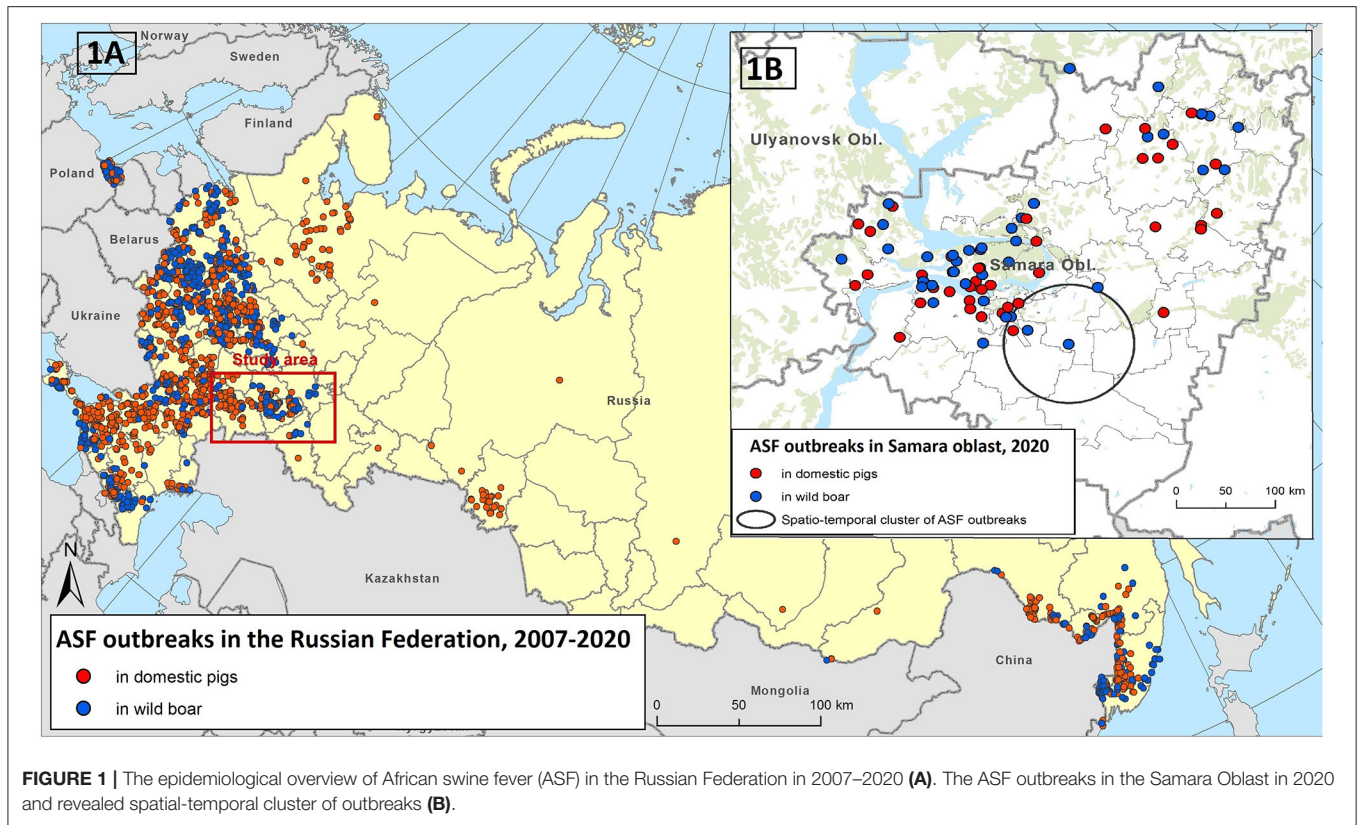 1A
Norway
Sweden
Finland
Poland
Belarus
Ukraine
Study area
Russia
Kazakhstan
Mongolia
China
N
ASF outbreaks in the Russian Federation, 2007-2020
in domestic pigs
in wild boar
0 50 100 km
1B
Ulyanovsk Obl.
Samara Obl.
ASF outbreaks in Samara oblast, 2020
in domestic pigs
in wild boar
Spatio-temporal cluster of ASF outbreaks
0 50 100 km
FIGURE 1 | The epidemiological overview of African swine fever (ASF) in the Russian Federation in 2007–2020 (A). The ASF outbreaks in the Samara Oblast in 2020
and revealed spatial-temporal cluster of outbreaks (B).